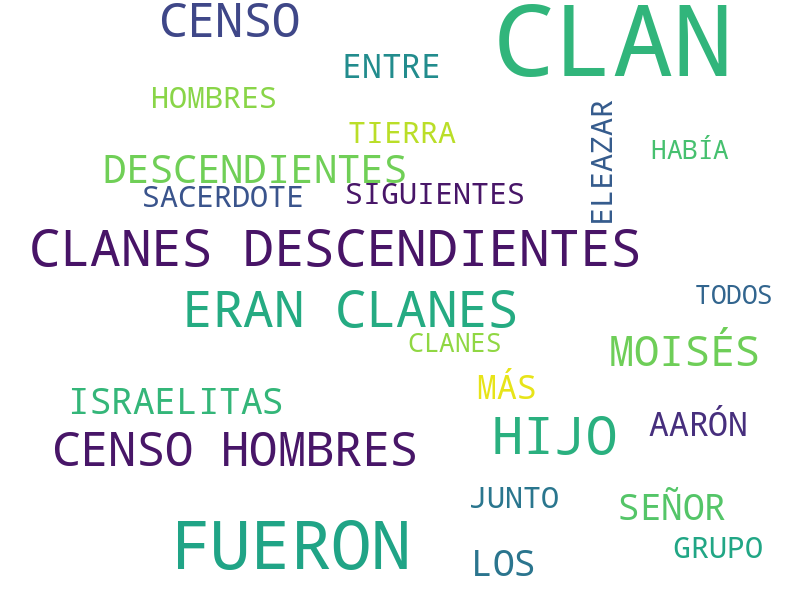 CENSO
CLAN
ENTRE
HOMBRES
TIERRA
ELEAZAR
HABÍA
DESCENDIENTES
SACERDOTE
SIGUIENTES
CLANES DESCENDIENTES
TODOS
ERAN CLANES
CLANES
MOISÉS
MÁS
ISRAELITAS
HIJO
AARÓN
CENSO HOMBRES
JUNTO
SEÑOR
FUERON
GRUPO
LOS